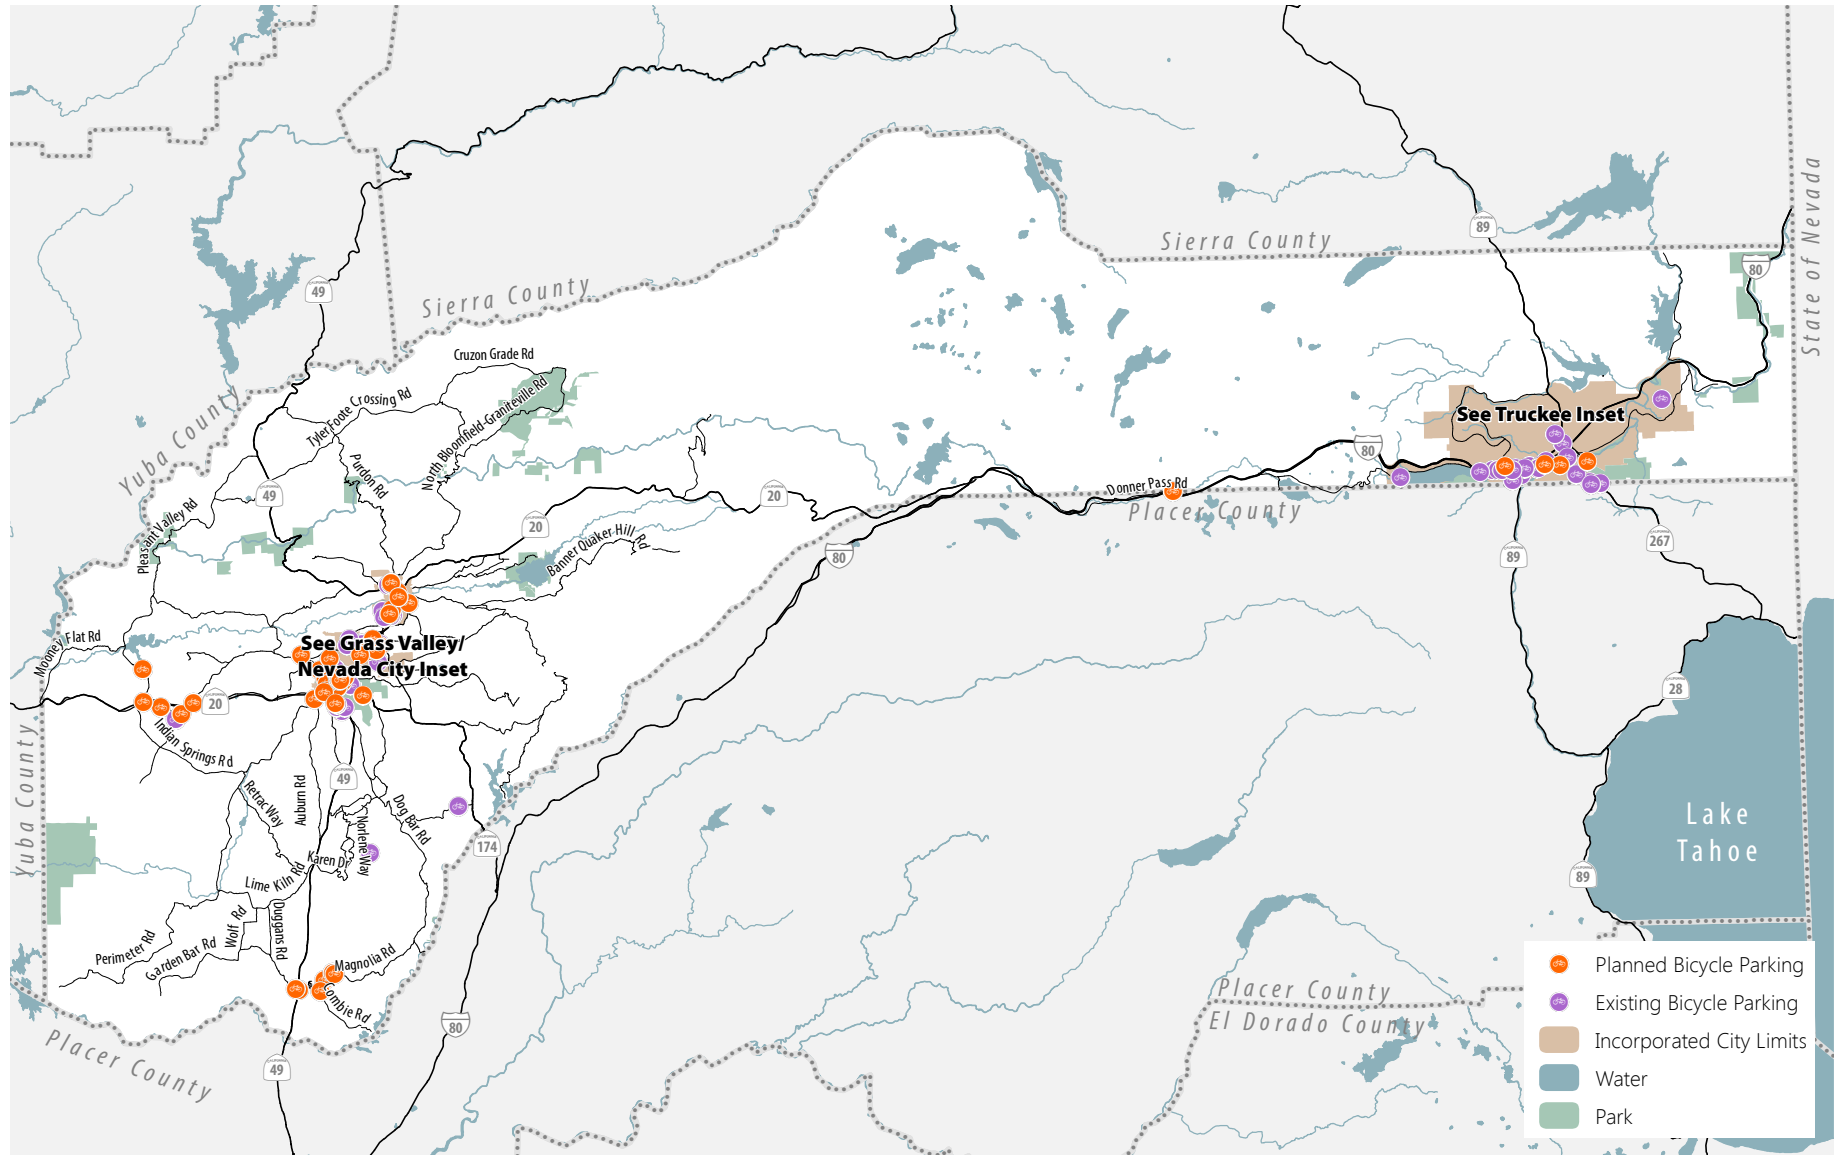 Sierra County
State of Nevada
89
80
49
Sierra County
Cruzon Grade Rd
Tyler Foote Crossing Rd
North Bloomfield-Graniteville Rd
Yuba County
Purdon Rd
49
Pleasant Valley Rd
20
20
Banner Quaker Hill Rd
80
Donner Pass Rd
Placer County
80
See Truckee Inset
89
267
Mooney Flat Rd
See Grass Valley/
Nevada City Inset
20
28
Indian Springs Rd
Yuba County
49
Retrac Way
Auburn Rd
Dog Bar Rd
Norlene Way
Karen Dr
174
Lime Kiln Rd
Lake
Tahoe
89
Wolf Rd
Duggans Rd
Perimeter Rd
Garden Bar Rd
Magnolia Rd
Combie Rd
Placer County
49
80
Placer County
El Dorado County
Planned Bicycle Parking
Existing Bicycle Parking
Incorporated City Limits
Water
Park